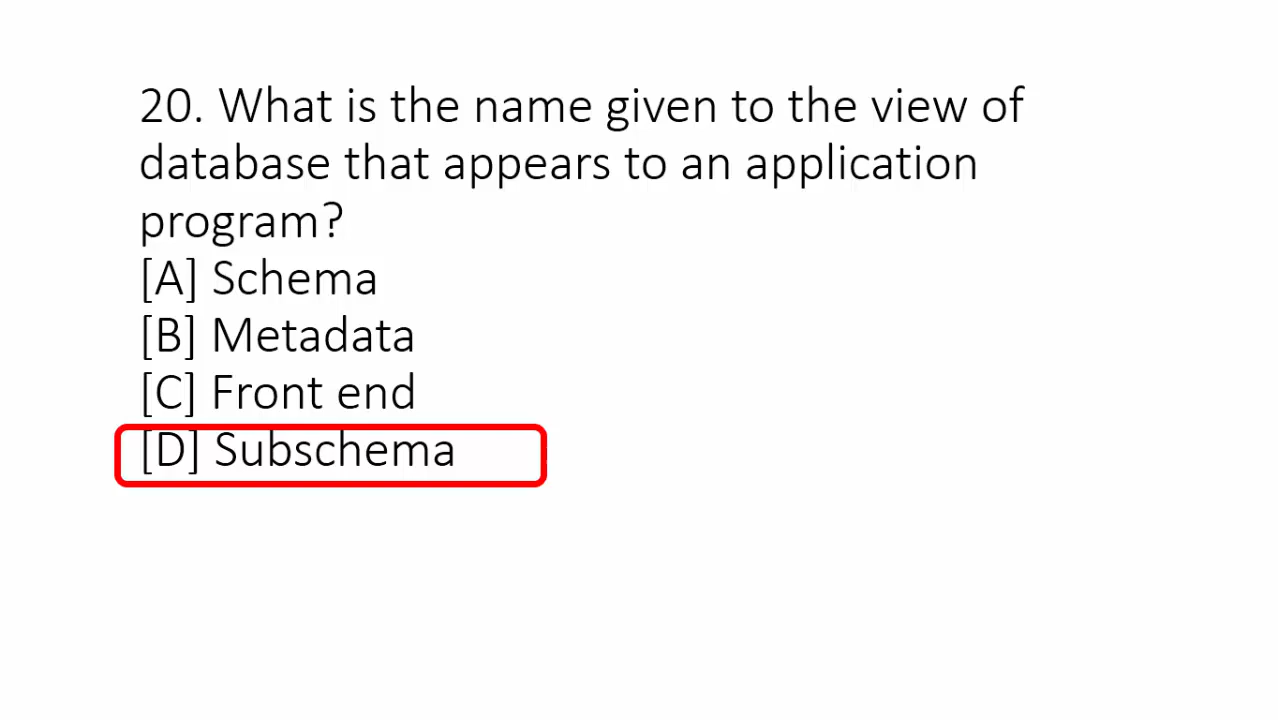 20. What is the name given to the view of
database that appears to an application
program?
[A] Schema
[B] Metadata
[C] Front end
[D] Subschema